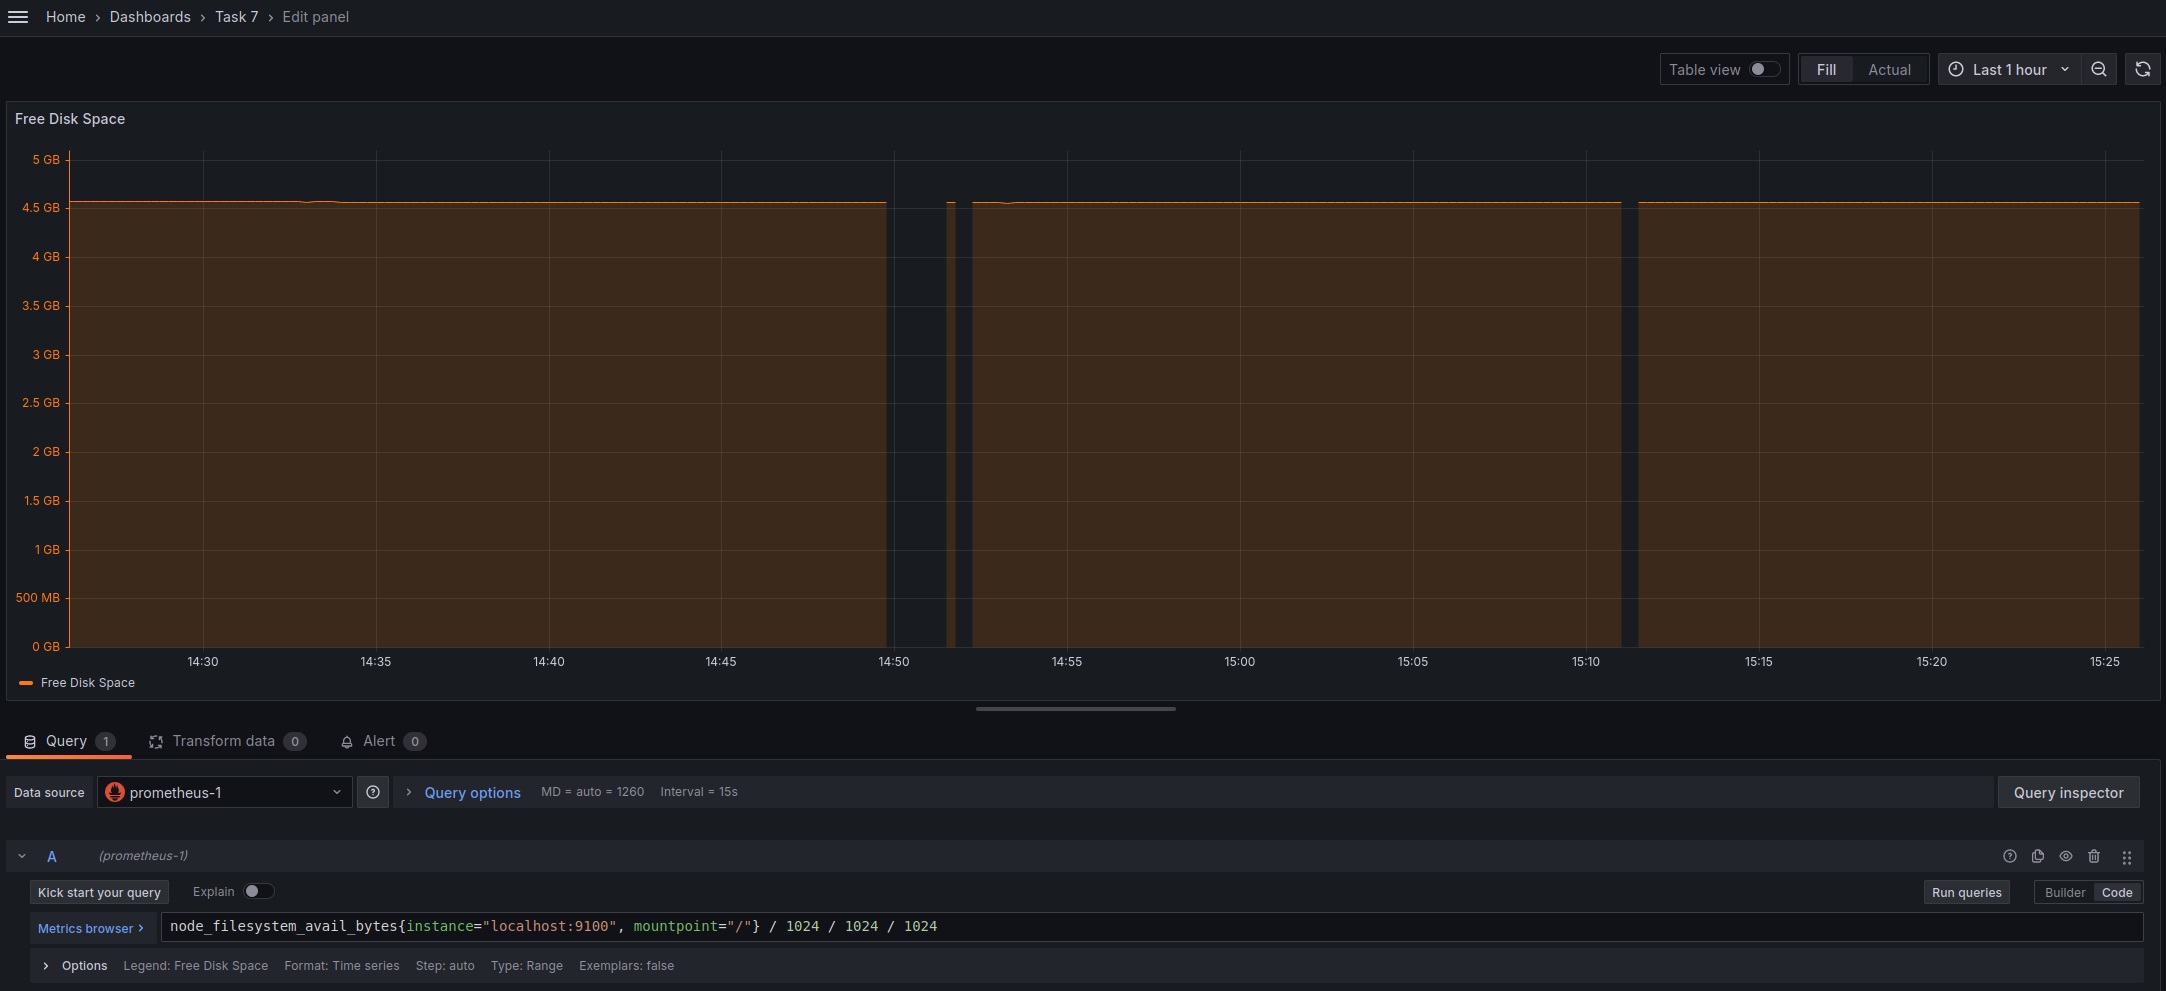 Home › Dashboards › Task 7 › Edit panel
Table view Fill Actual Last 1 hour
Free Disk Space
5 GB
4.5 GB
4 GB
3.5 GB
3 GB
2.5 GB
2 GB
1.5 GB
1 GB
500 MB
0 GB
14:30 14:35 14:40 14:45 14:50 14:55 15:00 15:05 15:10 15:15 15:20 15:25
Free Disk Space
Query 1 Transform data 0 Alert 0
Data source prometheus-1 › Query options MD = auto = 1260 Interval = 15s Query inspector
A (prometheus-1)
Kick start your query Explain Run queries Builder Code
Metrics browser › node_filesystem_avail_bytes{instance="localhost:9100", mountpoint="/"} / 1024 / 1024 / 1024
› Options Legend: Free Disk Space Format: Time series Step: auto Type: Range Exemplars: false